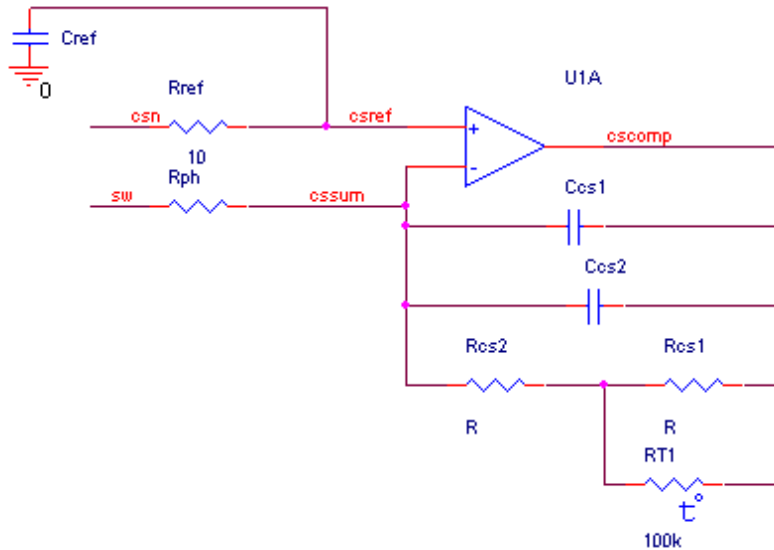 Cref
0
U1A
Rref
csn
csref
+
cscomp
10
-
Rph
sw
cssum
Ccs1
Ccs2
Rcs2
Rcs1
R
R
RT1
t°
100k